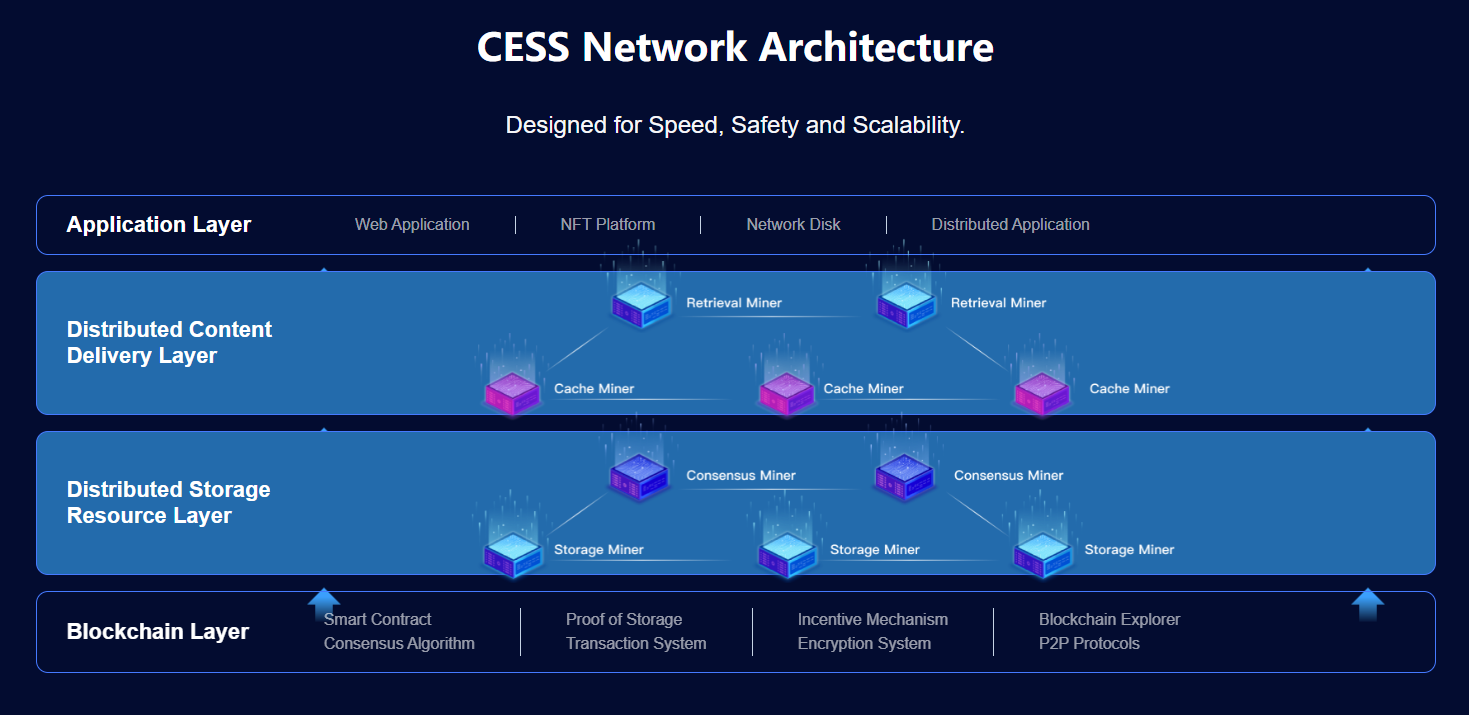 CESS Network Architecture
Designed for Speed, Safety and Scalability.
Application Layer
Web Application
NFT Platform
Network Disk
Distributed Application
Distributed Content
Delivery Layer
Retrieval Miner
Retrieval Miner
Cache Miner
Cache Miner
Cache Miner
Distributed Storage
Resource Layer
Consensus Miner
Consensus Miner
Storage Miner
Storage Miner
Storage Miner
Blockchain Layer
Smart Contract
Consensus Algorithm
Proof of Storage
Transaction System
Incentive Mechanism
Encryption System
Blockchain Explorer
P2P Protocols